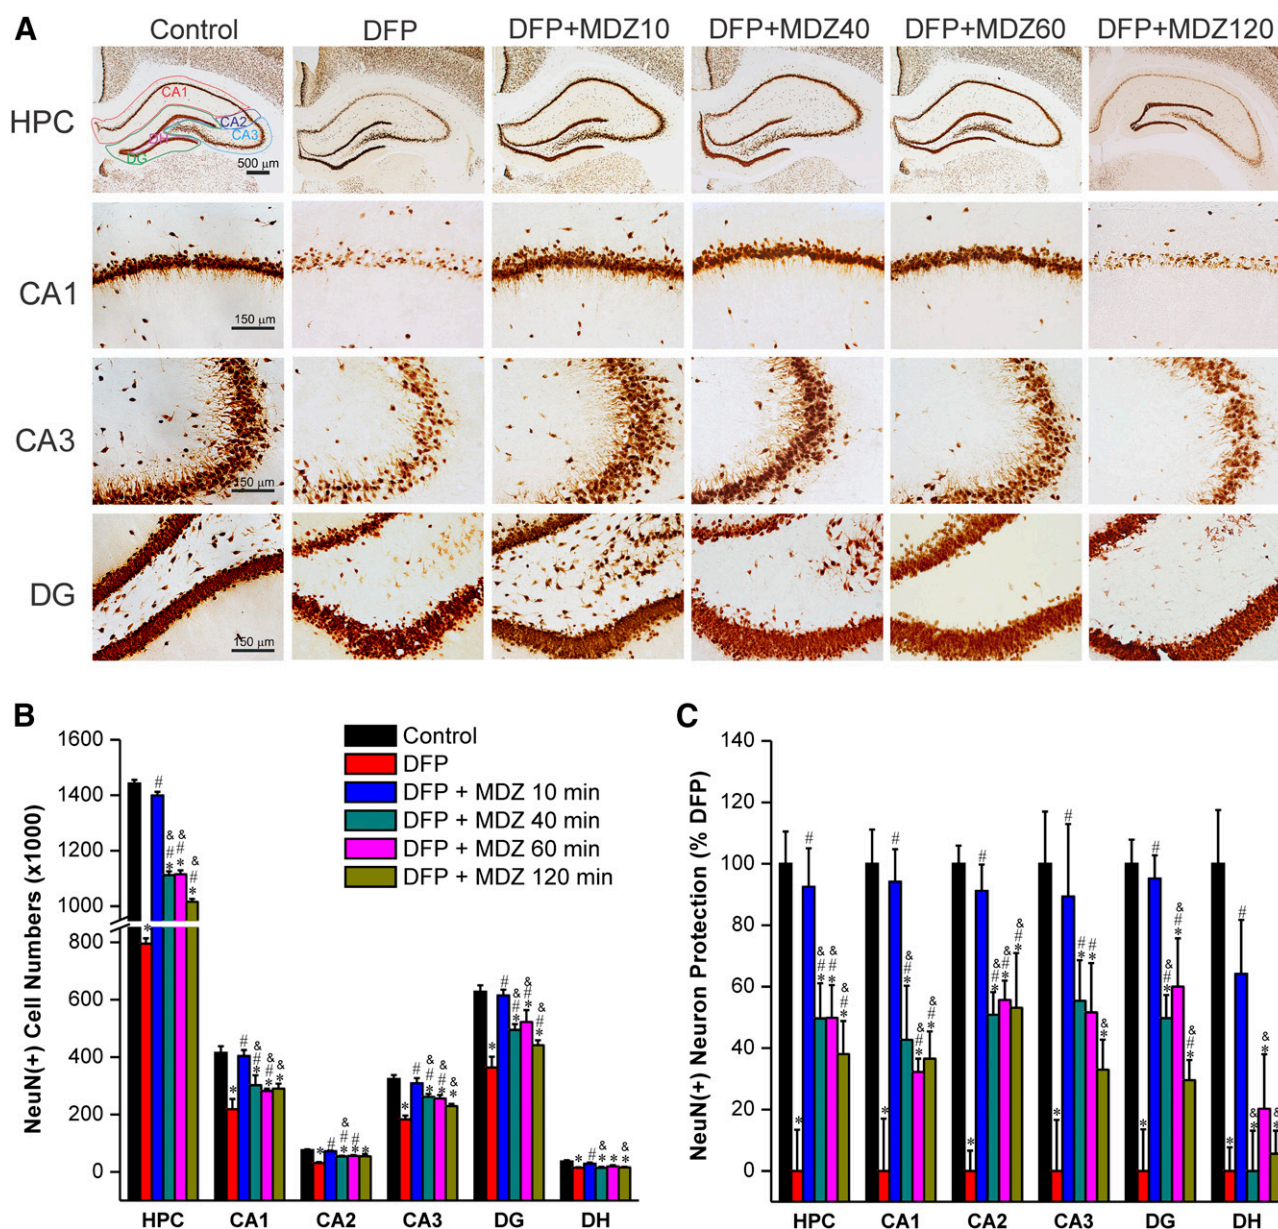 A
Control DFP DFP+MDZ10 DFP+MDZ40 DFP+MDZ60 DFP+MDZ120
HPC
CA1
CA2
CA3
DH
DG
500 µm
CA1
150 µm
CA3
150 µm
DG
150 µm
B
NeuN(+) Cell Numbers (x1000)
1600
1400
1200
1000
800
600
400
200
0
Control
DFP
DFP + MDZ 10 min
DFP + MDZ 40 min
DFP + MDZ 60 min
DFP + MDZ 120 min
HPC CA1 CA2 CA3 DG DH
C
NeuN(+) Neuron Protection (% DFP)
140
120
100
80
60
40
20
0
HPC CA1 CA2 CA3 DG DH